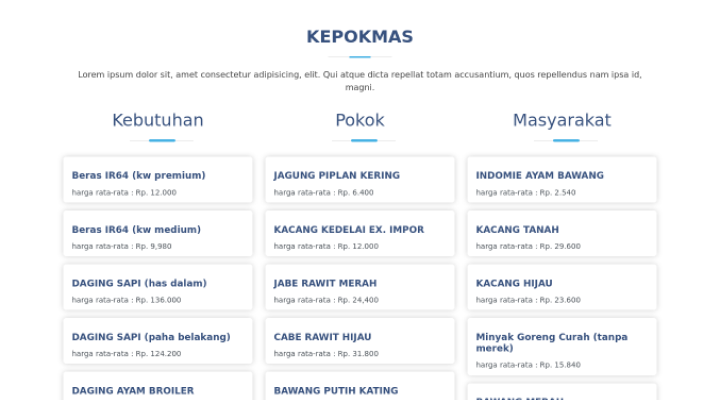 KEPOKMAS
Lorem ipsum dolor sit, amet consectetur adipisicing, elit. Qui atque dicta repellat totam accusantium, quos repellendus nam ipsa id,
magni.
Kebutuhan
Beras IR64 (kw premium)
harga rata-rata : Rp. 12.000
Beras IR64 (kw medium)
harga rata-rata : Rp. 9,980
DAGING SAPI (has dalam)
harga rata-rata : Rp. 136.000
DAGING SAPI (paha belakang)
harga rata-rata : Rp. 124.200
DAGING AYAM BROILER
Pokok
JAGUNG PIPLAN KERING
harga rata-rata : Rp. 6.400
KACANG KEDELAI EX. IMPOR
harga rata-rata : Rp. 12.000
JABE RAWIT MERAH
harga rata-rata : Rp. 24,400
CABE RAWIT HIJAU
harga rata-rata : Rp. 31.800
BAWANG PUTIH KATING
Masyarakat
INDOMIE AYAM BAWANG
harga rata-rata : Rp. 2.540
KACANG TANAH
harga rata-rata : Rp. 29.600
KACANG HIJAU
harga rata-rata : Rp. 23.600
Minyak Goreng Curah (tanpa
merek)
harga rata-rata : Rp. 15.840
BAWANG MERAH